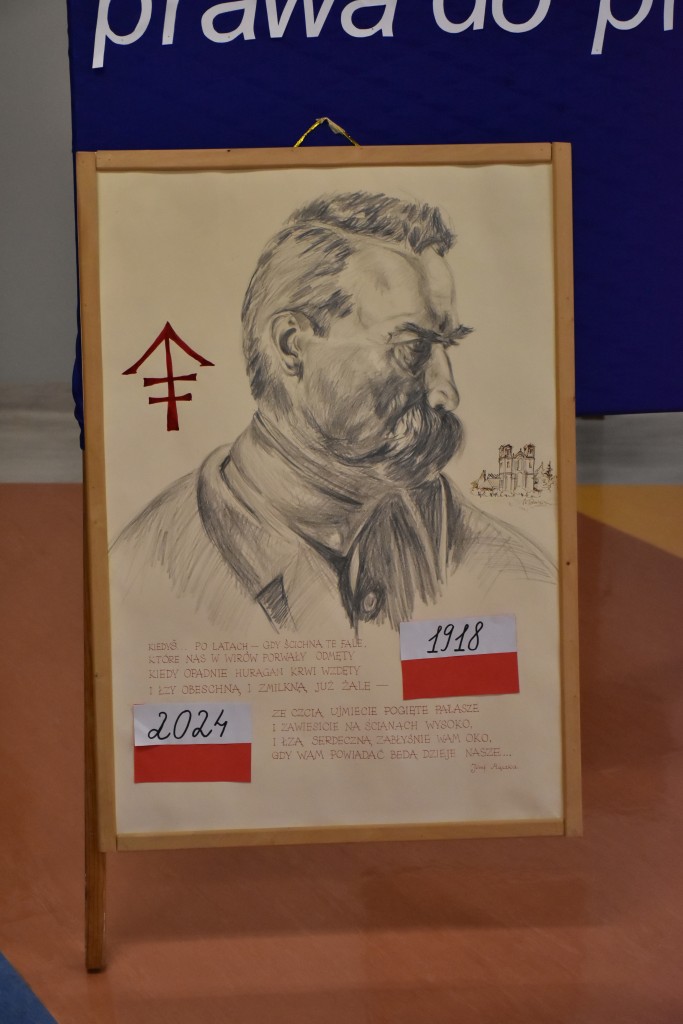 prawa do pr
KIEDYŚ... PO LATACH — GDY ŚCICHNĄ TE FALE
KTÓRE NAS W WIRÓW PORWAŁY ODMĘTY
KIEDY OPADNIE HURAGAN KRWI WZDĘTY
I ŁZY OBESCHNĄ I ZMILKNĄ JUŻ ŻALE —
1918
2024
ZE CZCIĄ UJMIECIE POGIĘTE PAŁASZE
I ZAWIESICIE NA ŚCIANACH WYSOKO,
I ŁZĄ SERDECZNĄ ZABŁYŚNIE WAM OKO,
GDY WAM POWIADAĆ BĘDĄ DZIEJE NASZE...